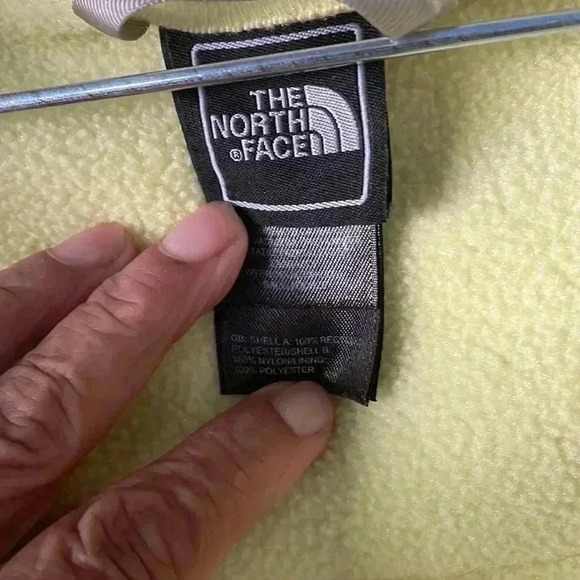 THE
NORTH
® FACE
GB: SHELL A: 100% RECYCLED
POLYESTER/SHELL B:
100% NYLON/LINING:
100% POLYESTER